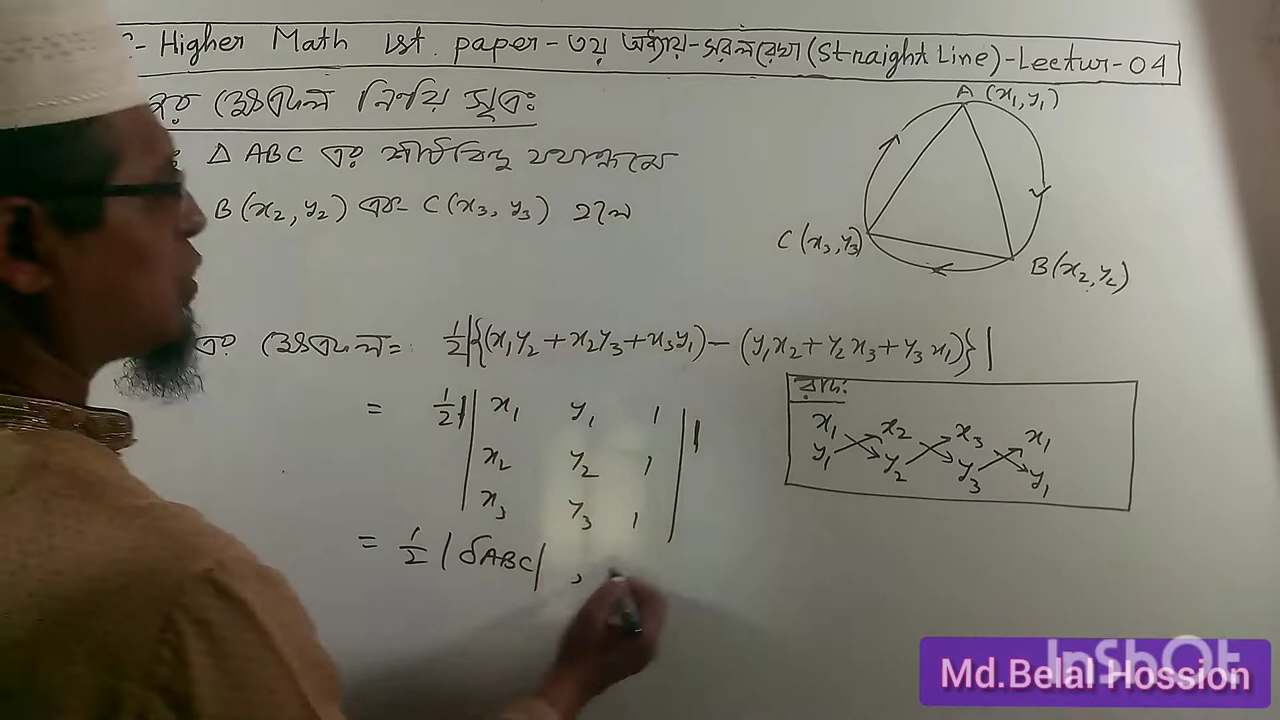 - Higher Math 1st. paper - ৩য় অধ্যায় - সরলরেখা (Straight Line) - Lectur - 04
ক্ষেত্রফল নির্ণয় সূত্রঃ
Δ ABC এর শীর্ষবিন্দু যথাক্রমে
B(x₂, y₂) এবং C(x₃, y₃) হলে
A (x₁, y₁)
C (x₃, y₃)
B (x₂, y₂)
এর ক্ষেত্রফল = 1/2 |{(x₁y₂ + x₂y₃ + x₃y₁) − (y₁x₂ + y₂x₃ + y₃x₁)}|
= 1/2 | | x₁ y₁ 1 | |
x₂ y₂ 1
x₃ y₃ 1
= 1/2 | δABC | ,
x₁ x₂ x₃ x₁
y₁ y₂ y₃ y₁
InShOt
Md.Belal Hossion